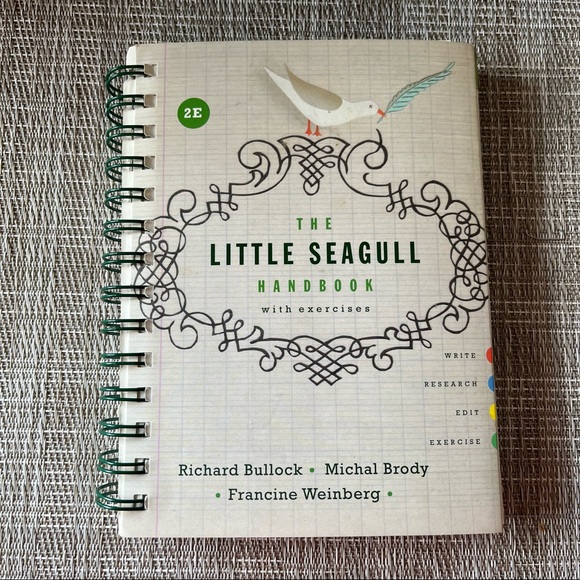 2E
THE
LITTLE SEAGULL
HANDBOOK
with exercises
WRITE
RESEARCH
EDIT
EXERCISE
Richard Bullock • Michal Brody
• Francine Weinberg •